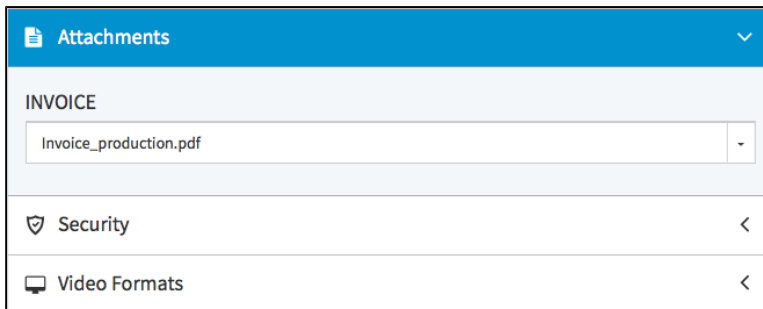 Attachments
INVOICE
Invoice_production.pdf
Security
Video Formats